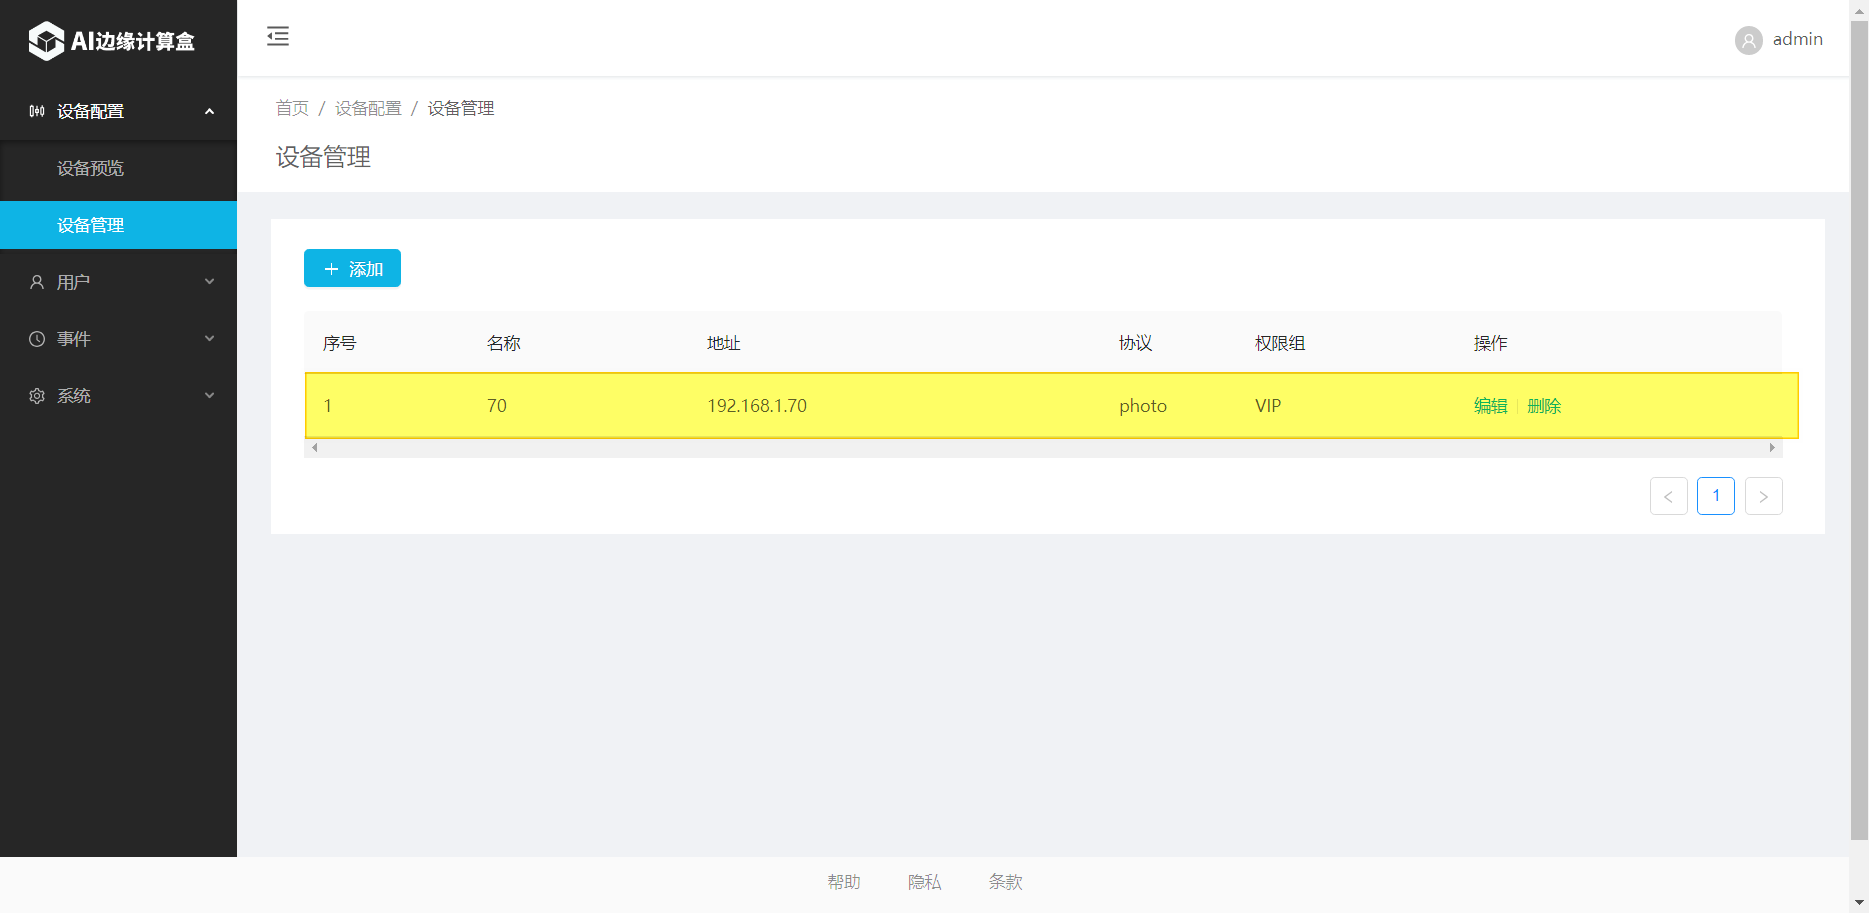 AI边缘计算盒
admin
设备配置
设备预览
设备管理
用户
事件
系统
首页 / 设备配置 / 设备管理
设备管理
+ 添加
序号 名称 地址 协议 权限组 操作
1 70 192.168.1.70 photo VIP 编辑 | 删除
< 1 >
帮助 隐私 条款